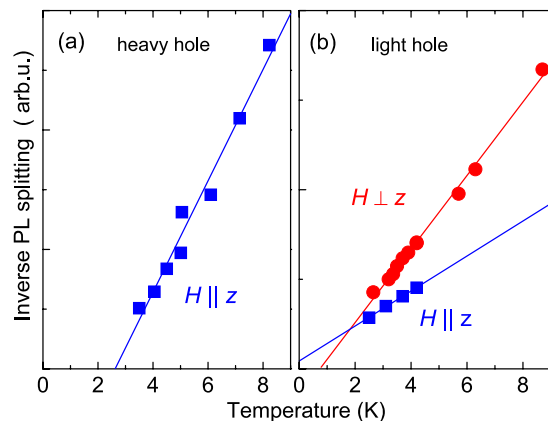 (a) heavy hole
(b) light hole
Inverse PL splitting ( arb.u.)
H || z
H ⊥ z
H || z
0 2 4 6 8 0 2 4 6 8
Temperature (K)